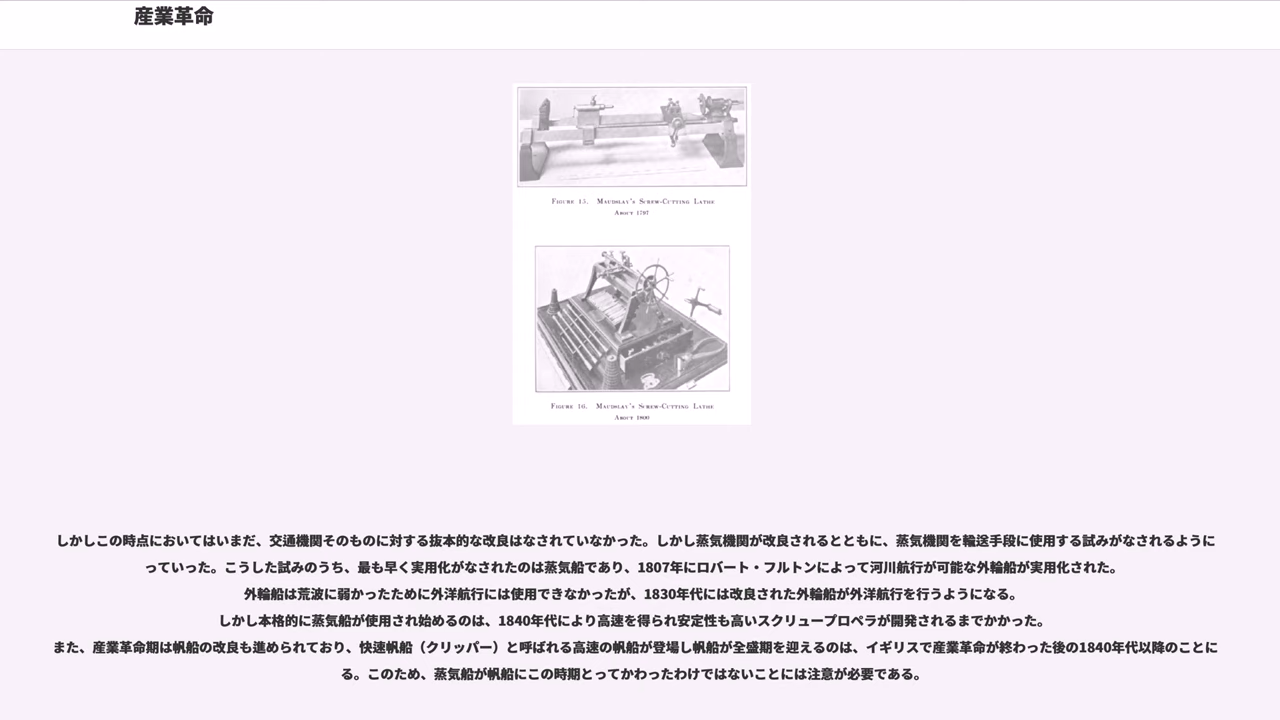 産業革命
FIGURE 15. MAUDSLAY'S SCREW-CUTTING LATHE
ABOUT 1797
FIGURE 16. MAUDSLAY'S SCREW-CUTTING LATHE
ABOUT 1800
しかしこの時点においてはいまだ、交通機関そのものに対する抜本的な改良はなされていなかった。しかし蒸気機関が改良されるとともに、蒸気機関を輸送手段に使用する試みがなされるように
っていった。こうした試みのうち、最も早く実用化がなされたのは蒸気船であり、1807年にロバート・フルトンによって河川航行が可能な外輪船が実用化された。
外輪船は荒波に弱かったために外洋航行には使用できなかったが、1830年代には改良された外輪船が外洋航行を行うようになる。
しかし本格的に蒸気船が使用され始めるのは、1840年代により高速を得られ安定性も高いスクリュープロペラが開発されるまでかかった。
また、産業革命期は帆船の改良も進められており、快速帆船（クリッパー）と呼ばれる高速の帆船が登場し帆船が全盛期を迎えるのは、イギリスで産業革命が終わった後の1840年代以降のことに
る。このため、蒸気船が帆船にこの時期とってかわったわけではないことには注意が必要である。